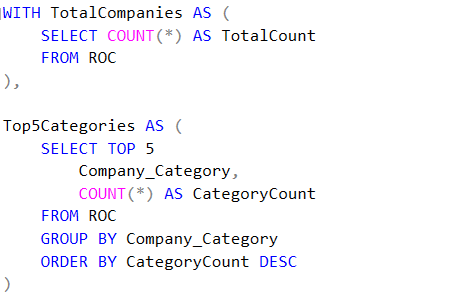 WITH TotalCompanies AS (
    SELECT COUNT(*) AS TotalCount
    FROM ROC
),

Top5Categories AS (
    SELECT TOP 5
        Company_Category,
        COUNT(*) AS CategoryCount
    FROM ROC
    GROUP BY Company_Category
    ORDER BY CategoryCount DESC
)